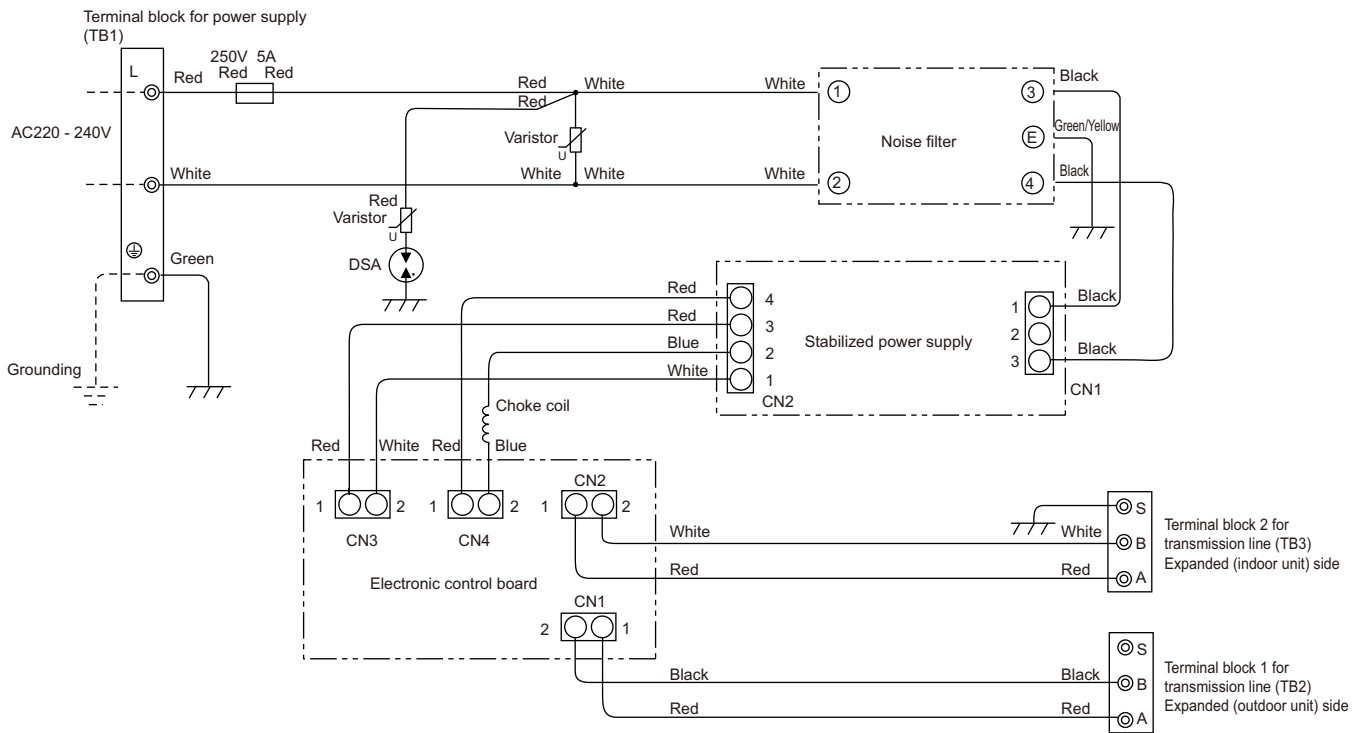 Terminal block for power supply
(TB1)
250V 5A
L
Red
Red
Red
Red
White
White
Black
1
3
Red
AC220 - 240V
Varistor
U
Noise filter
E
Green/Yellow
White
White
White
White
Black
2
4
Red
Varistor
U
Green
DSA
Red
4
1
Black
Red
3
Stabilized power supply
2
Blue
2
3
Black
White
1
CN2
CN1
Grounding
Choke coil
Red
White
Red
Blue
CN2
1
2
1
2
1
2
CN3
CN4
White
White
S
B
A
Terminal block 2 for
transmission line (TB3)
Expanded (indoor unit) side
Red
Red
Electronic control board
CN1
2
1
Black
Black
S
B
A
Terminal block 1 for
transmission line (TB2)
Expanded (outdoor unit) side
Red
Red